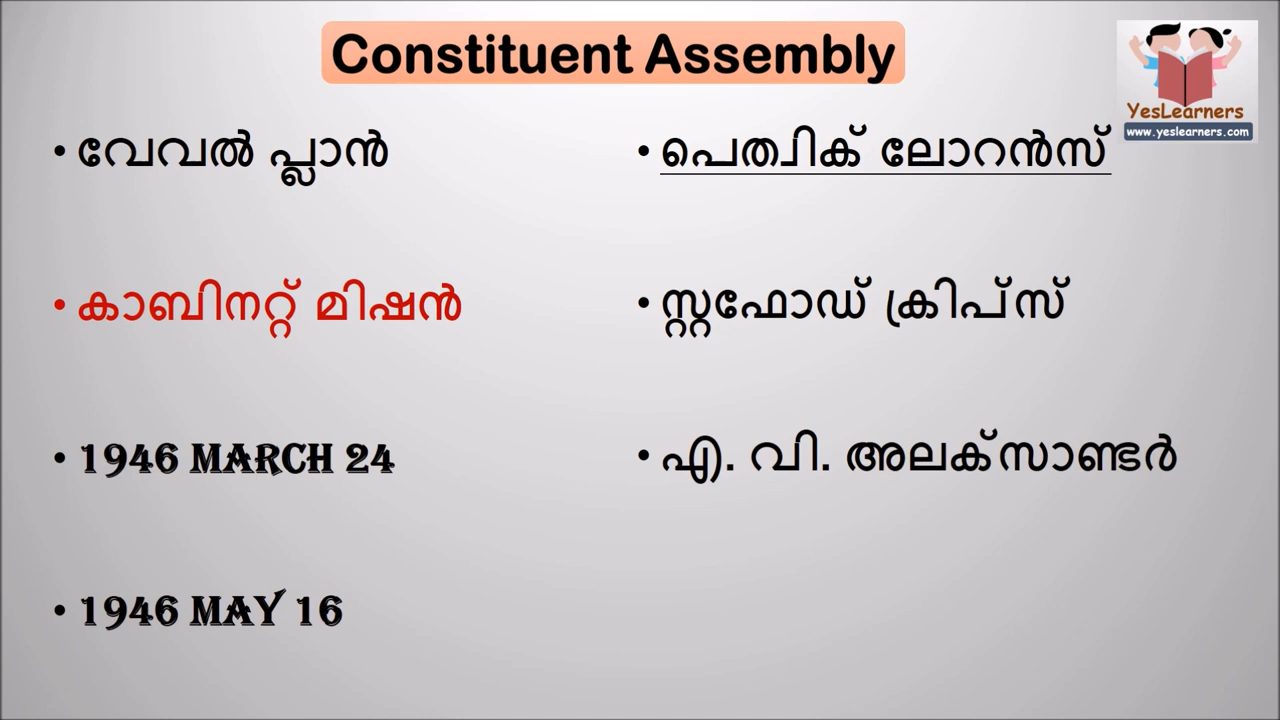 Constituent Assembly
YesLearners
www.yeslearners.com
• വേവൽ പ്ലാൻ
• കാബിനറ്റ് മിഷൻ
• 1946 MARCH 24
• 1946 MAY 16
• പെത്വിക് ലോറൻസ്
• സ്റ്റഫോഡ് ക്രിപ്സ്
• എ. വി. അലക്സാണ്ടർ